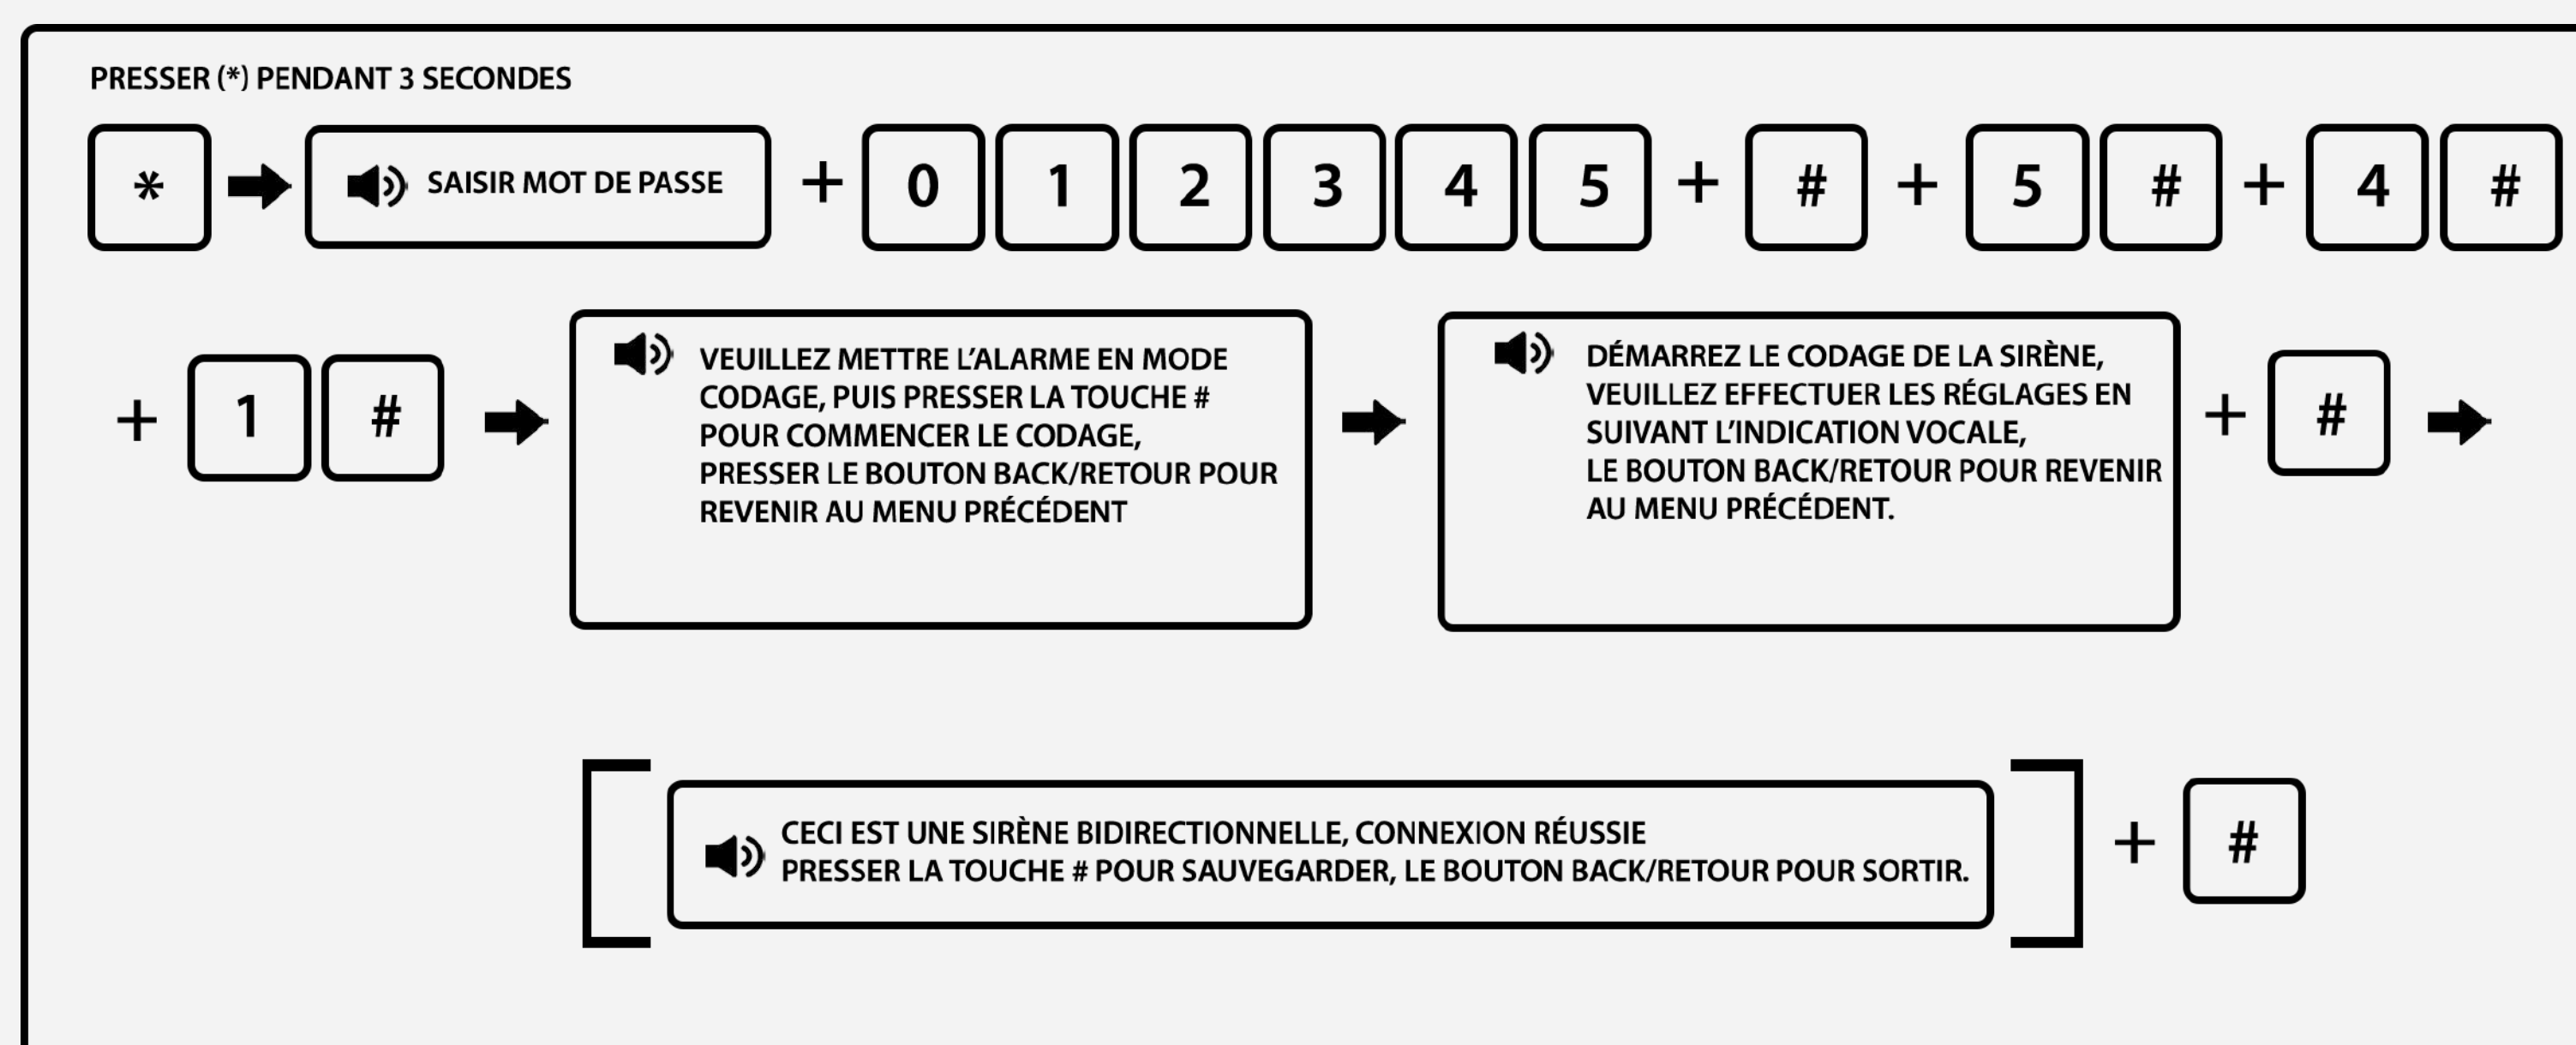 PRESSER (*) PENDANT 3 SECONDES
* SAISIR MOT DE PASSE + 0 1 2 3 4 5 + # + 5 # + 4 #
+ 1 #
VEUILLEZ METTRE L'ALARME EN MODE
CODAGE, PUIS PRESSER LA TOUCHE #
POUR COMMENCER LE CODAGE,
PRESSER LE BOUTON BACK/RETOUR POUR
REVENIR AU MENU PRÉCÉDENT
DÉMARREZ LE CODAGE DE LA SIRÈNE,
VEUILLEZ EFFECTUER LES RÉGLAGES EN
SUIVANT L'INDICATION VOCALE,
LE BOUTON BACK/RETOUR POUR REVENIR
AU MENU PRÉCÉDENT.
+ #
CECI EST UNE SIRÈNE BIDIRECTIONNELLE, CONNEXION RÉUSSIE
PRESSER LA TOUCHE # POUR SAUVEGARDER, LE BOUTON BACK/RETOUR POUR SORTIR.
+ #